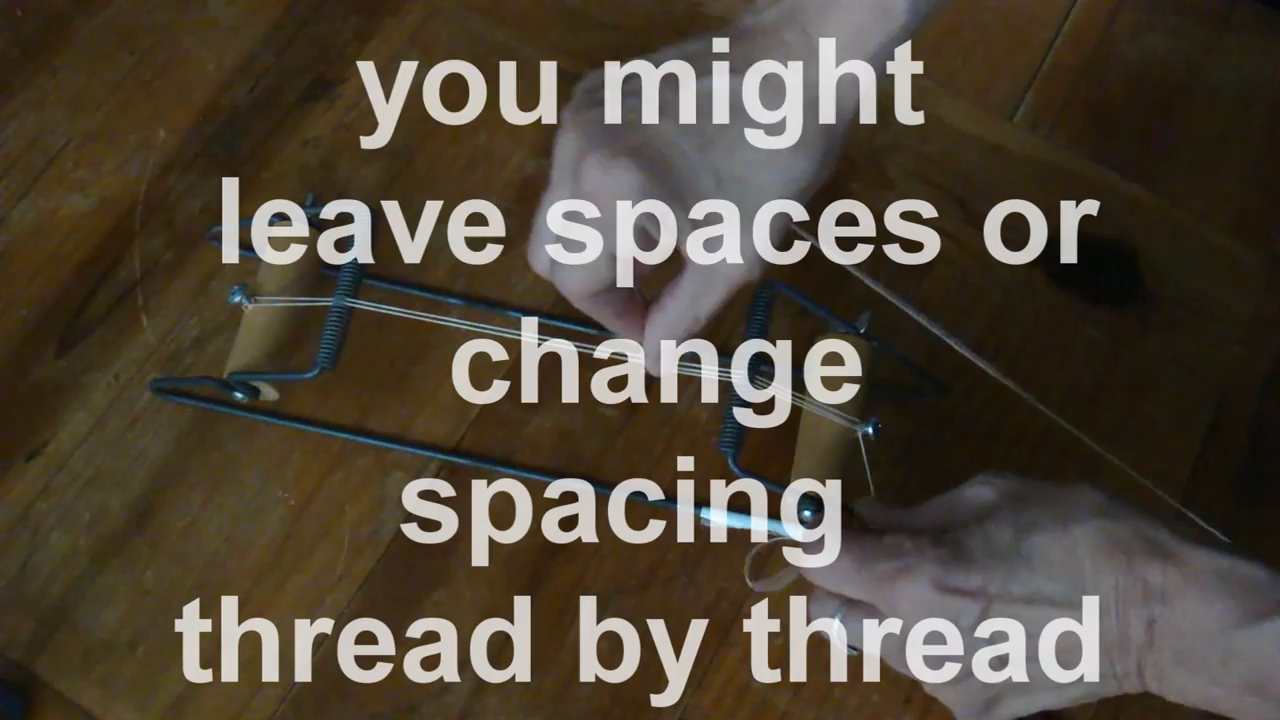 you might
leave spaces or
change
spacing
thread by thread